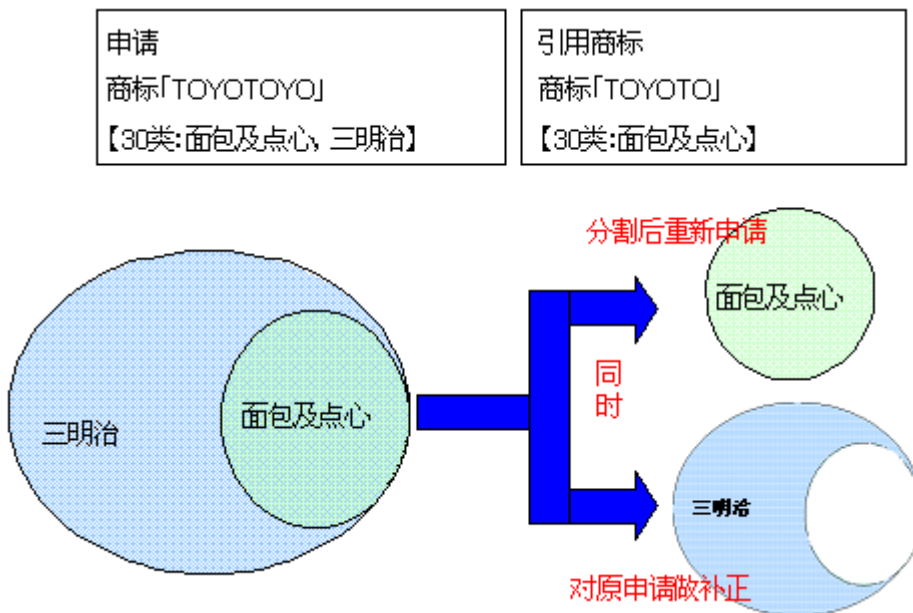 申请
商标「TOYOTOYO」
【30类:面包及点心、三明治】
引用商标
商标「TOYOTO」
【30类:面包及点心】
分割后重新申请
面包及点心
同
时
三明治
面包及点心
三明治
对原申请做补正